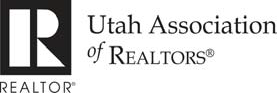 R
REALTOR®
Utah Association
of REALTORS®